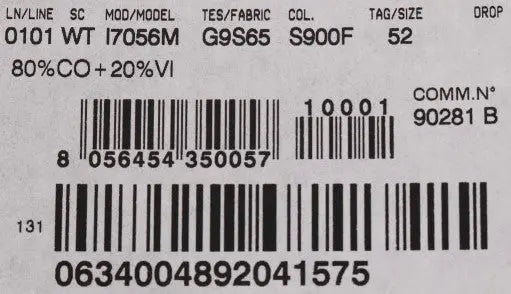 LN/LINE SC MOD/MODEL TES/FABRIC COL. TAG/SIZE DROP
0101 WT I7056M G9S65 S900F 52
80%CO+20%VI
10001
COMM.N°
90281 B
8 056454 350057
131
0634004892041575